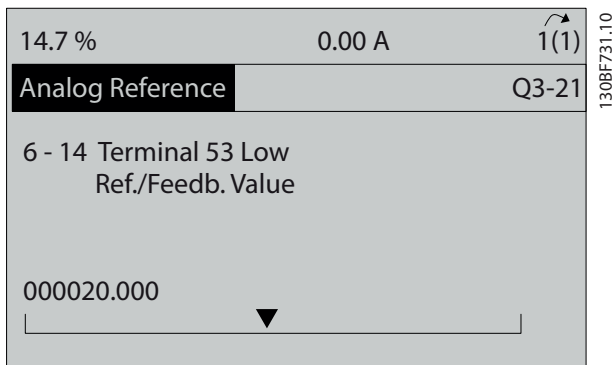 14.7 % 0.00 A 1(1)
Analog Reference Q3-21
6 - 14 Terminal 53 Low
Ref./Feedb. Value
000020.000
130BF731.10